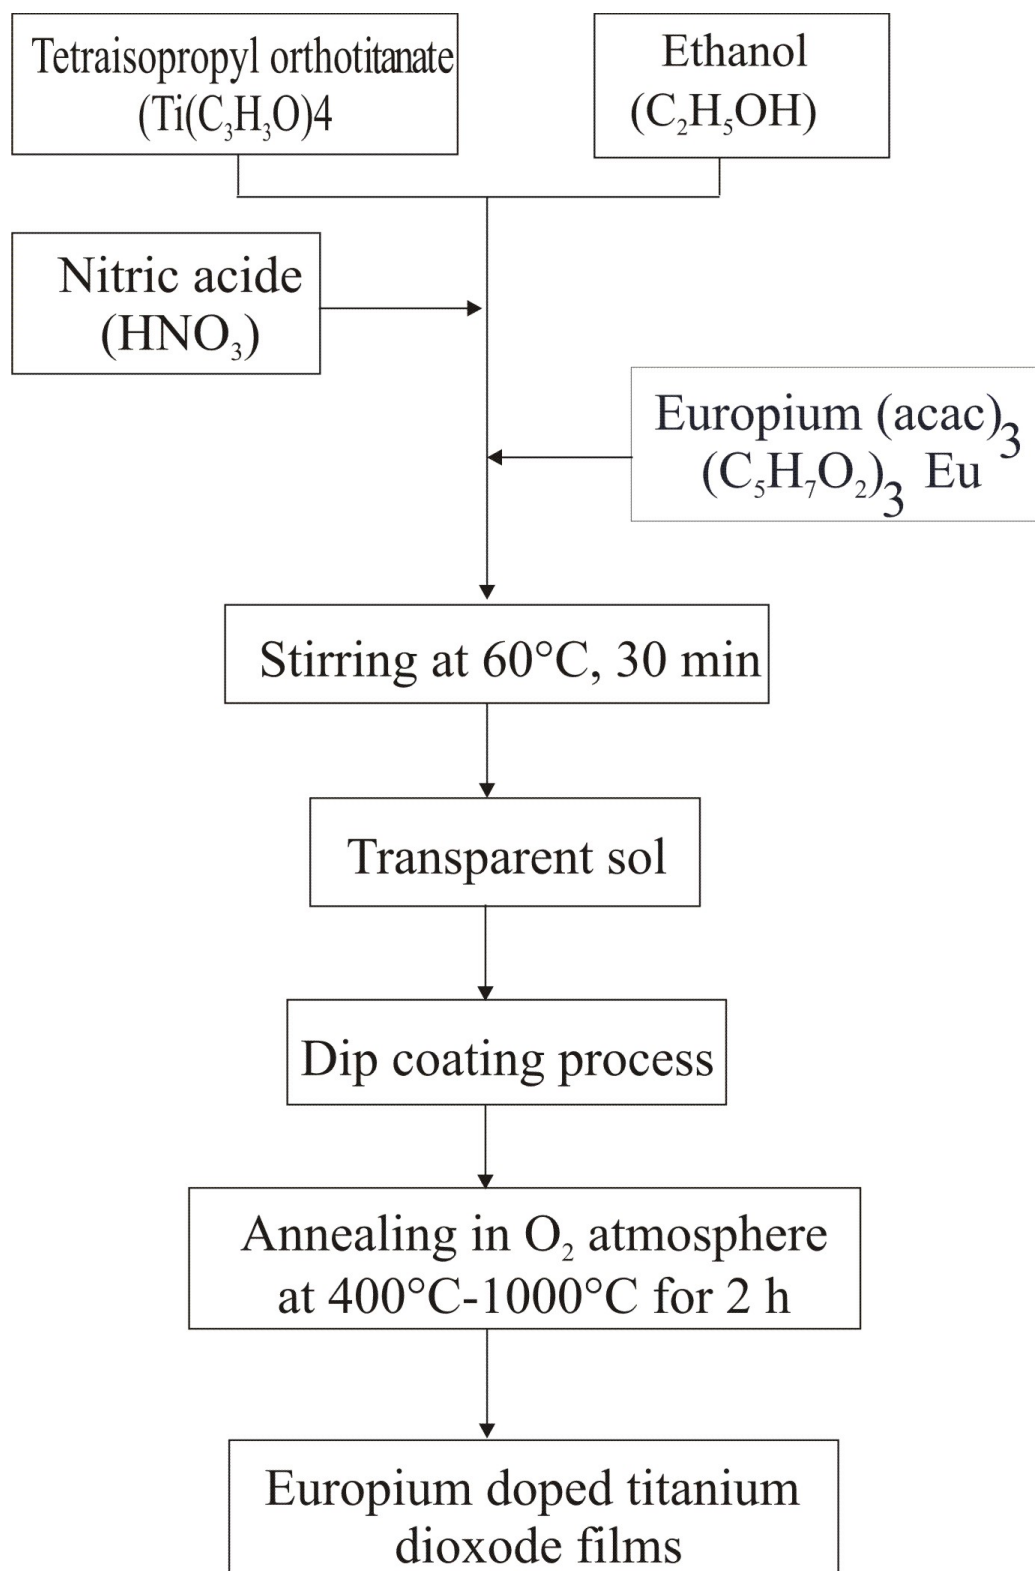 Tetraisopropyl orthotitanate
(Ti(C₃H₃O)4
Ethanol
(C₂H₅OH)
Nitric acide
(HNO₃)
Europium (acac)₃
(C₅H₇O₂)₃ Eu
Stirring at 60°C, 30 min
Transparent sol
Dip coating process
Annealing in O₂ atmosphere
at 400°C-1000°C for 2 h
Europium doped titanium
dioxode films